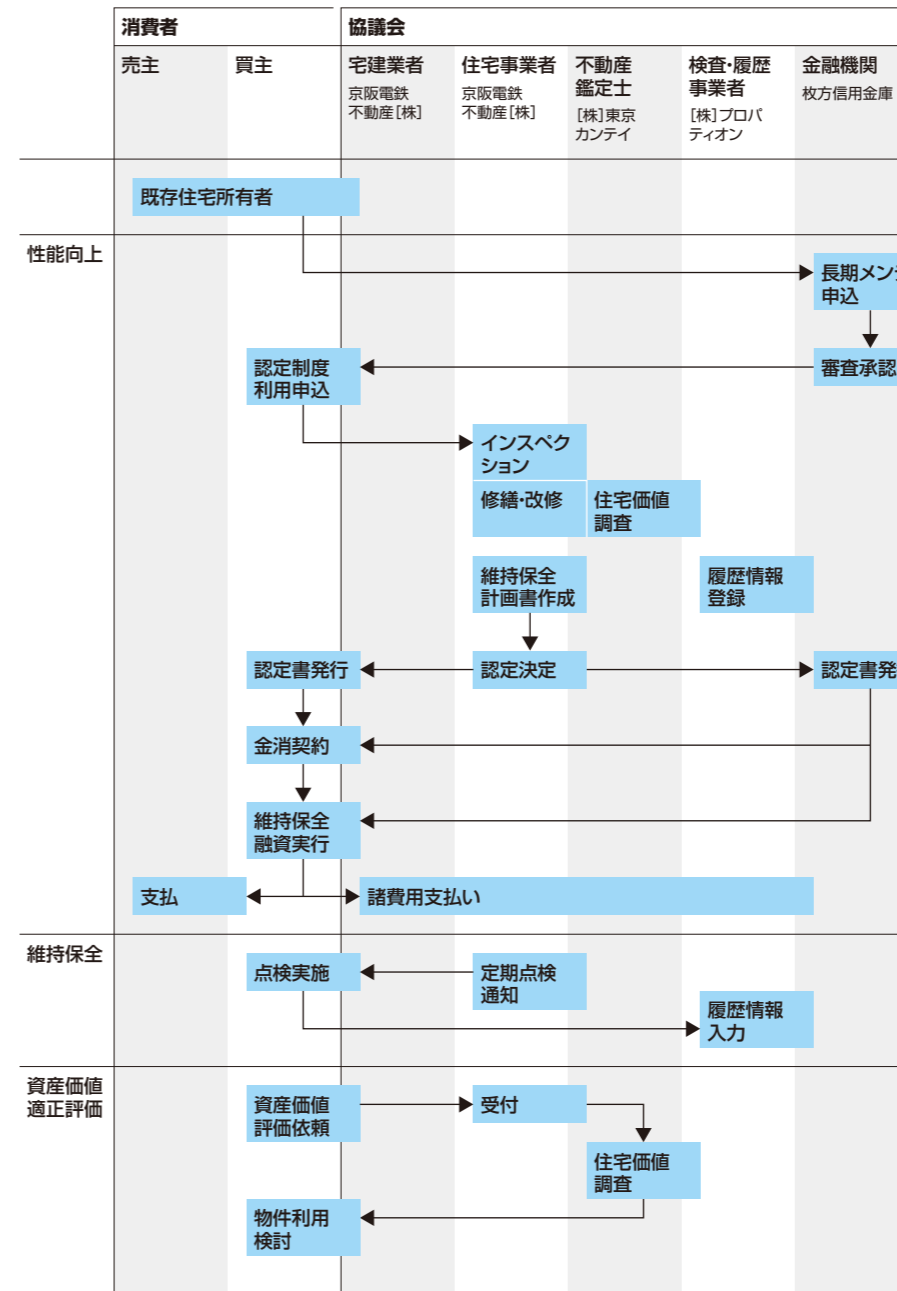 消費者
協議会
売主
買主
宅建業者
京阪電鉄
不動産[株]
住宅事業者
京阪電鉄
不動産[株]
不動産
鑑定士
[株]東京
カンテイ
検査・履歴
事業者
[株]プロパ
ティオン
金融機関
枚方信用金庫
既存住宅所有者
性能向上
長期メンテ
申込
審査承認
認定制度
利用申込
インスペク
ション
修繕・改修
住宅価値
調査
維持保全
計画書作成
履歴情報
登録
認定書発行
認定決定
認定書発
金消契約
維持保全
融資実行
支払
諸費用支払い
維持保全
点検実施
定期点検
通知
履歴情報
入力
資産価値
適正評価
資産価値
評価依頼
受付
住宅価値
調査
物件利用
検討